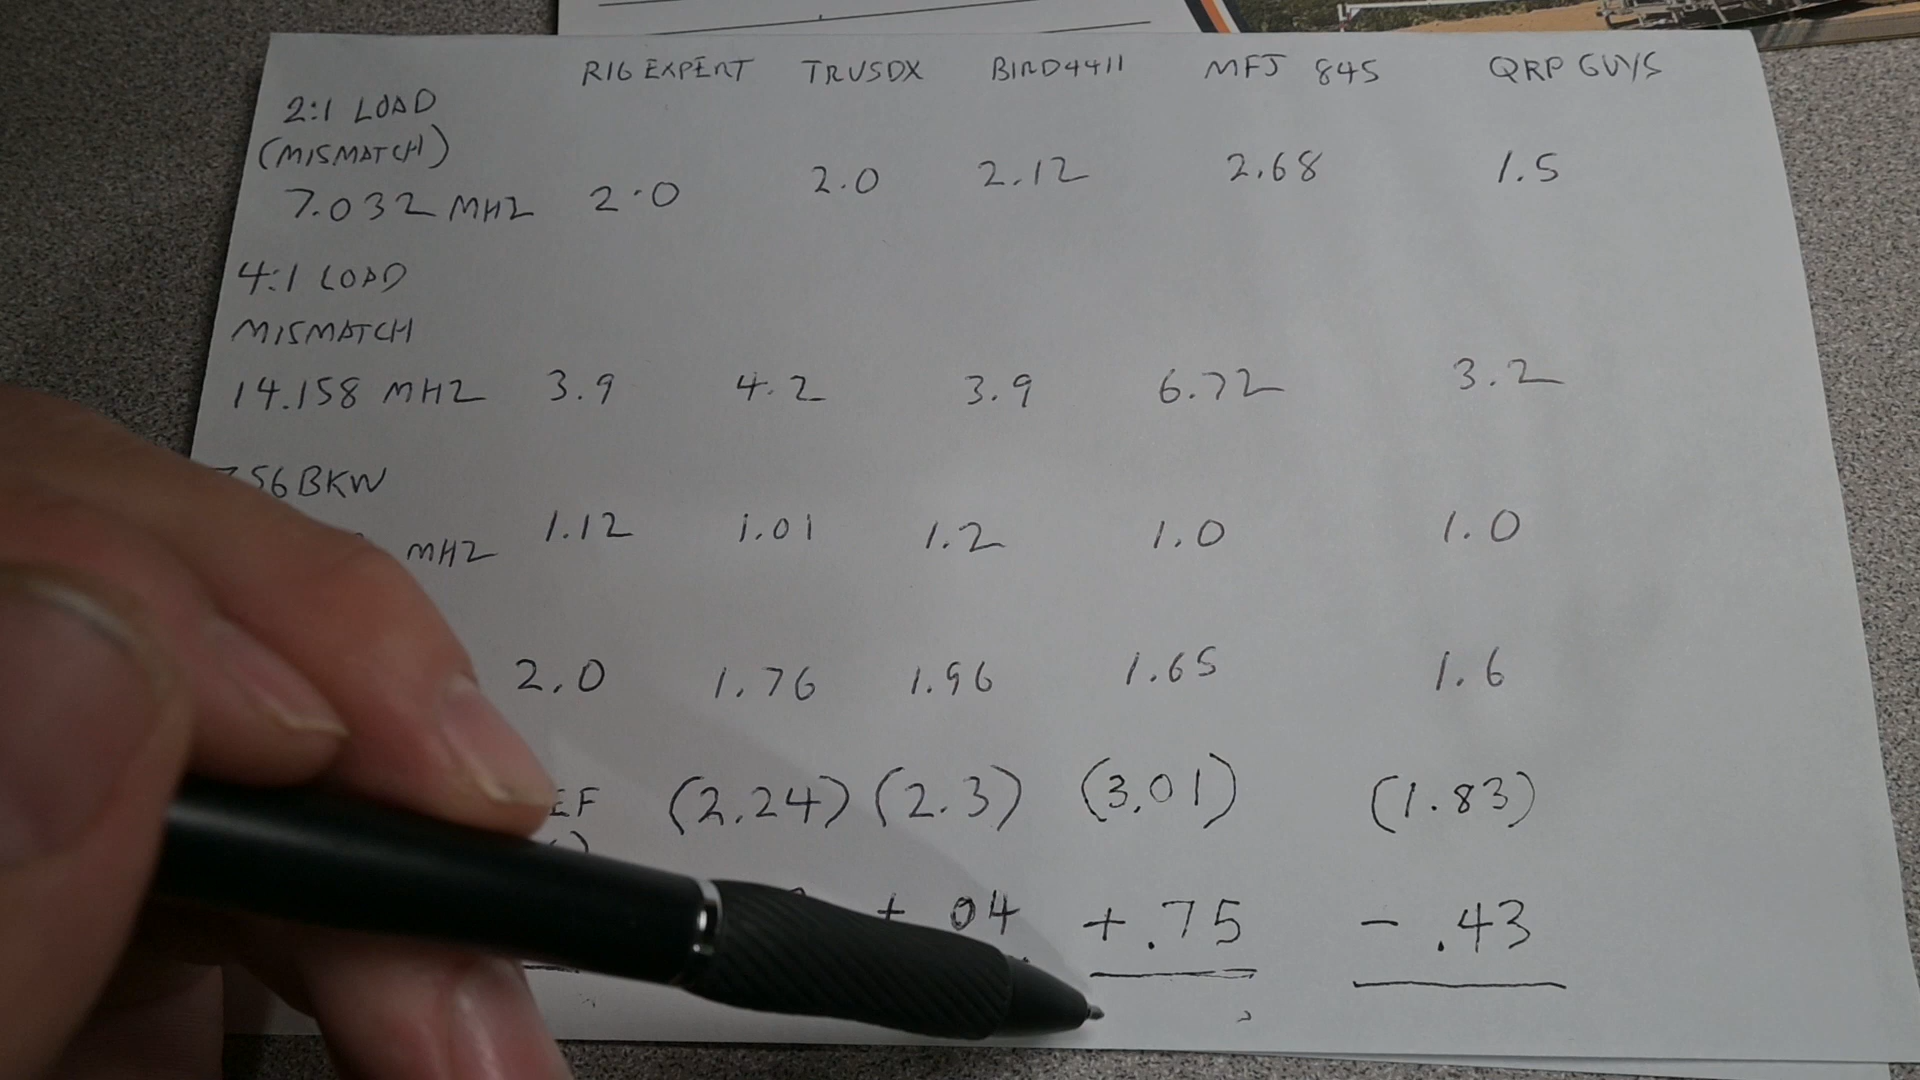 RIG EXPERT TRUSDX BIRD4411 MFJ 845 QRP GUYS
2:1 LOAD
(MISMATCH)
7.032 MHZ 2.0 2.0 2.12 2.68 1.5
4:1 LOAD
MISMATCH
14.158 MHZ 3.9 4.2 3.9 6.72 3.2
56BKW
MHZ 1.12 1.01 1.2 1.0 1.0
2.0 1.76 1.96 1.65 1.6
EF (2.24) (2.3) (3.01) (1.83)
+ 04 +.75 - .43